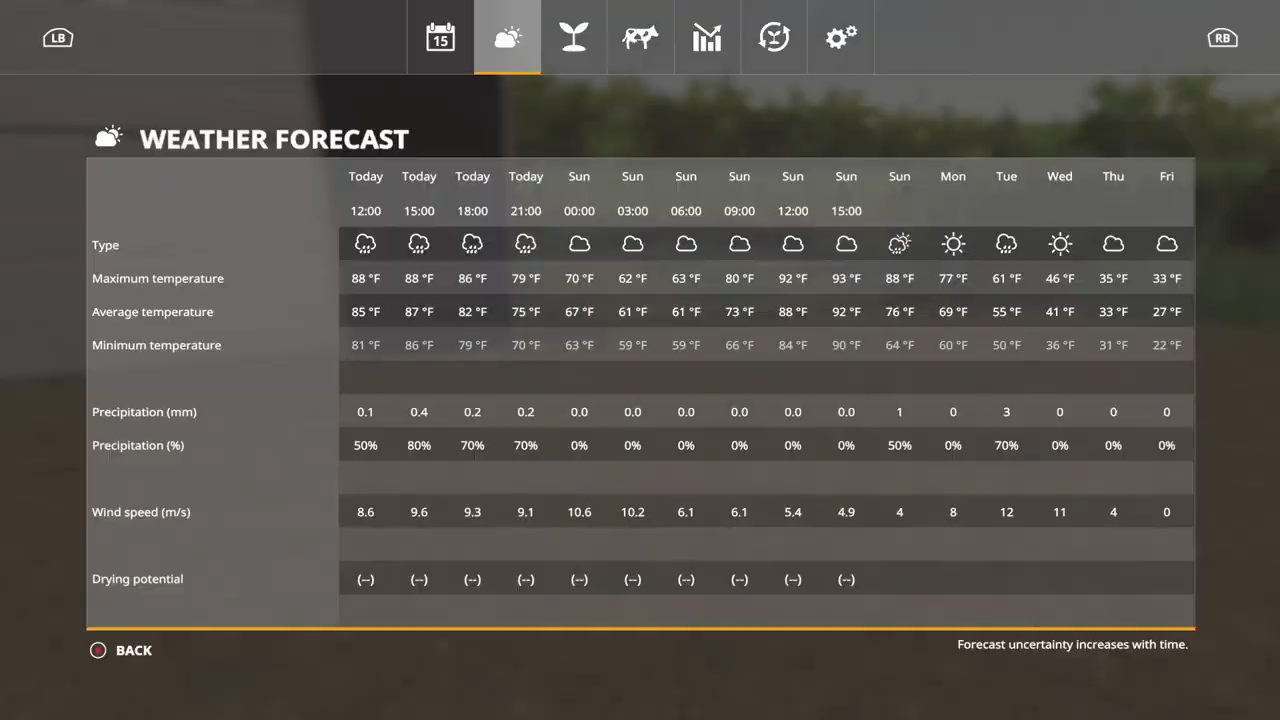 LB
15
RB
WEATHER FORECAST
Today Today Today Today Sun Sun Sun Sun Sun Sun Sun Mon Tue Wed Thu Fri
12:00 15:00 18:00 21:00 00:00 03:00 06:00 09:00 12:00 15:00
Type
Maximum temperature 88 °F 88 °F 86 °F 79 °F 70 °F 62 °F 63 °F 80 °F 92 °F 93 °F 88 °F 77 °F 61 °F 46 °F 35 °F 33 °F
Average temperature 85 °F 87 °F 82 °F 75 °F 67 °F 61 °F 61 °F 73 °F 88 °F 92 °F 76 °F 69 °F 55 °F 41 °F 33 °F 27 °F
Minimum temperature 81 °F 86 °F 79 °F 70 °F 63 °F 59 °F 59 °F 66 °F 84 °F 90 °F 64 °F 60 °F 50 °F 36 °F 31 °F 22 °F
Precipitation (mm) 0.1 0.4 0.2 0.2 0.0 0.0 0.0 0.0 0.0 0.0 1 0 3 0 0 0
Precipitation (%) 50% 80% 70% 70% 0% 0% 0% 0% 0% 0% 50% 0% 70% 0% 0% 0%
Wind speed (m/s) 8.6 9.6 9.3 9.1 10.6 10.2 6.1 6.1 5.4 4.9 4 8 12 11 4 0
Drying potential (--) (--) (--) (--) (--) (--) (--) (--) (--) (--)
Forecast uncertainty increases with time.
BACK